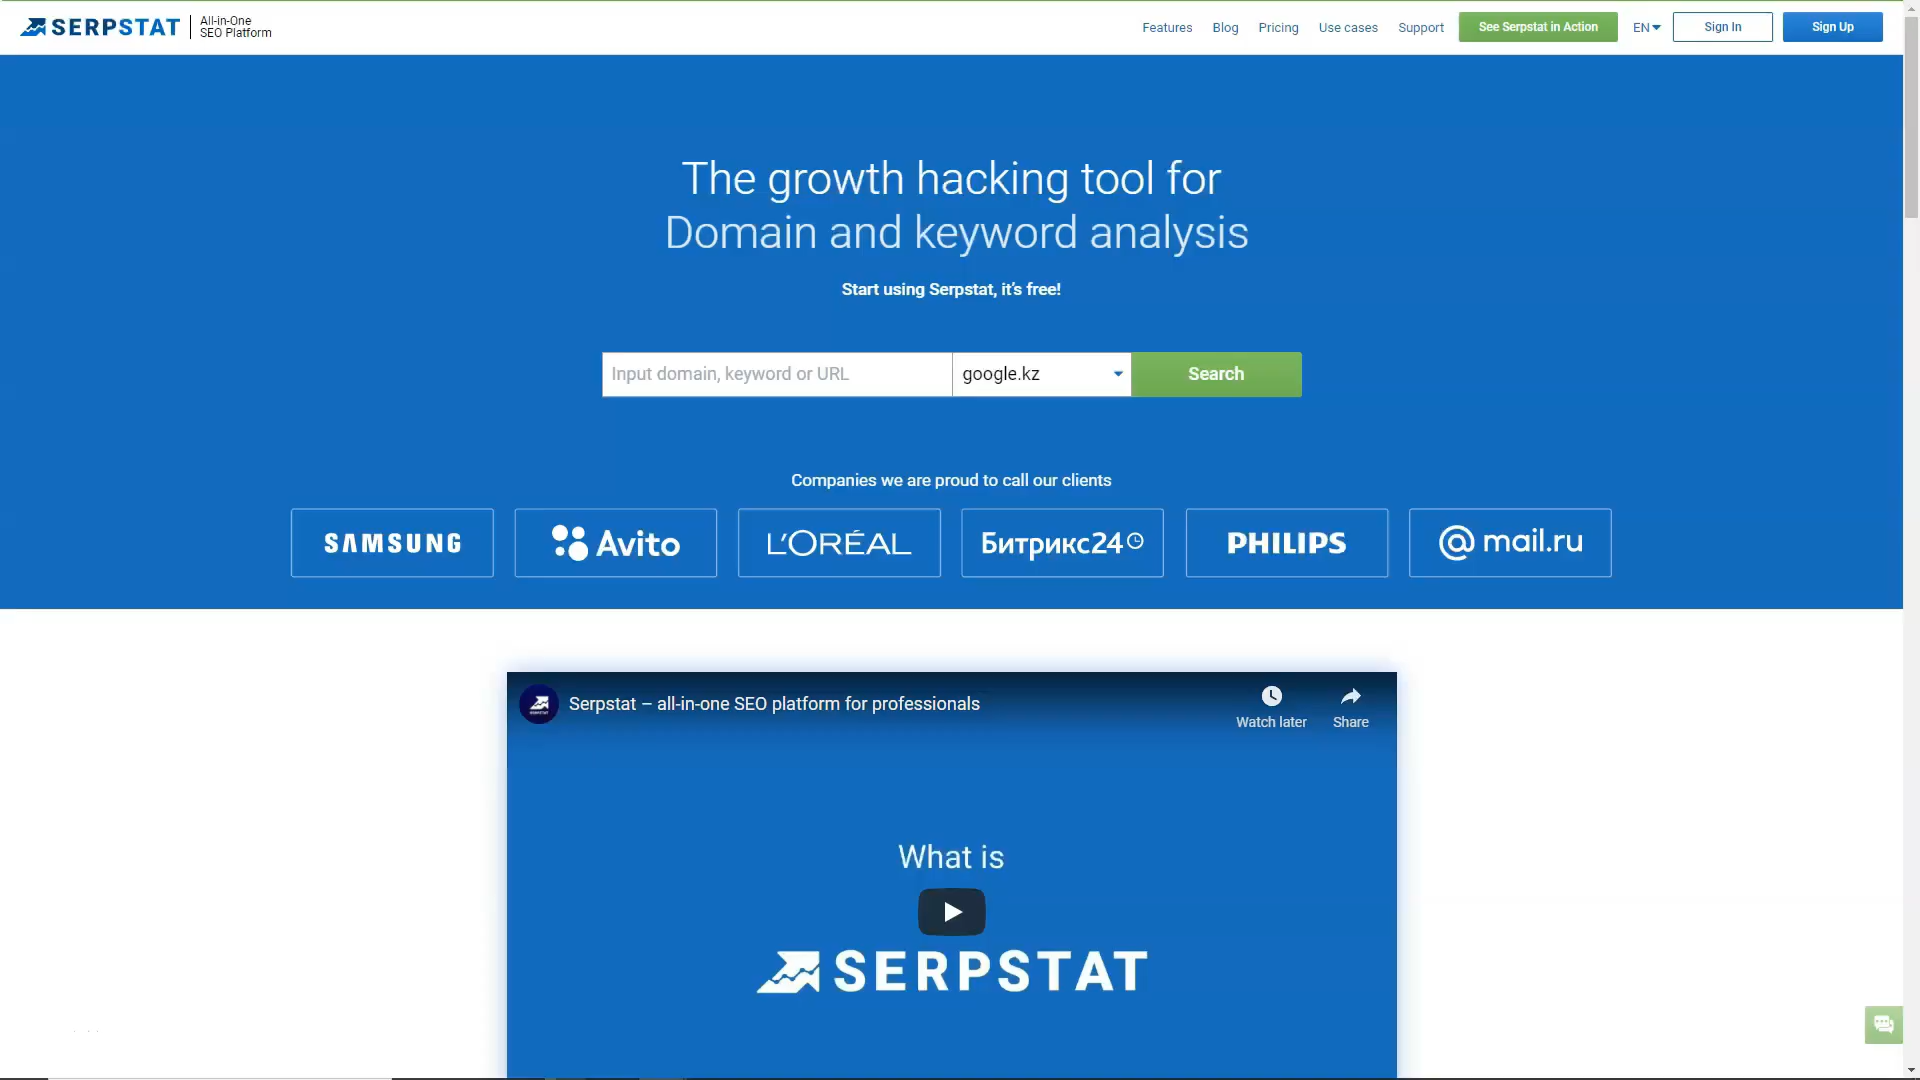 SERPSTAT
All-in-One
SEO Platform
Features
Blog
Pricing
Use cases
Support
See Serpstat in Action
EN
Sign In
Sign Up
The growth hacking tool for
Domain and keyword analysis
Start using Serpstat, it's free!
Input domain, keyword or URL
google.kz
Search
Companies we are proud to call our clients
SAMSUNG
Avito
L'ORÉAL
Битрикс24
PHILIPS
@mail.ru
Serpstat – all-in-one SEO platform for professionals
Watch later
Share
What is
SERPSTAT